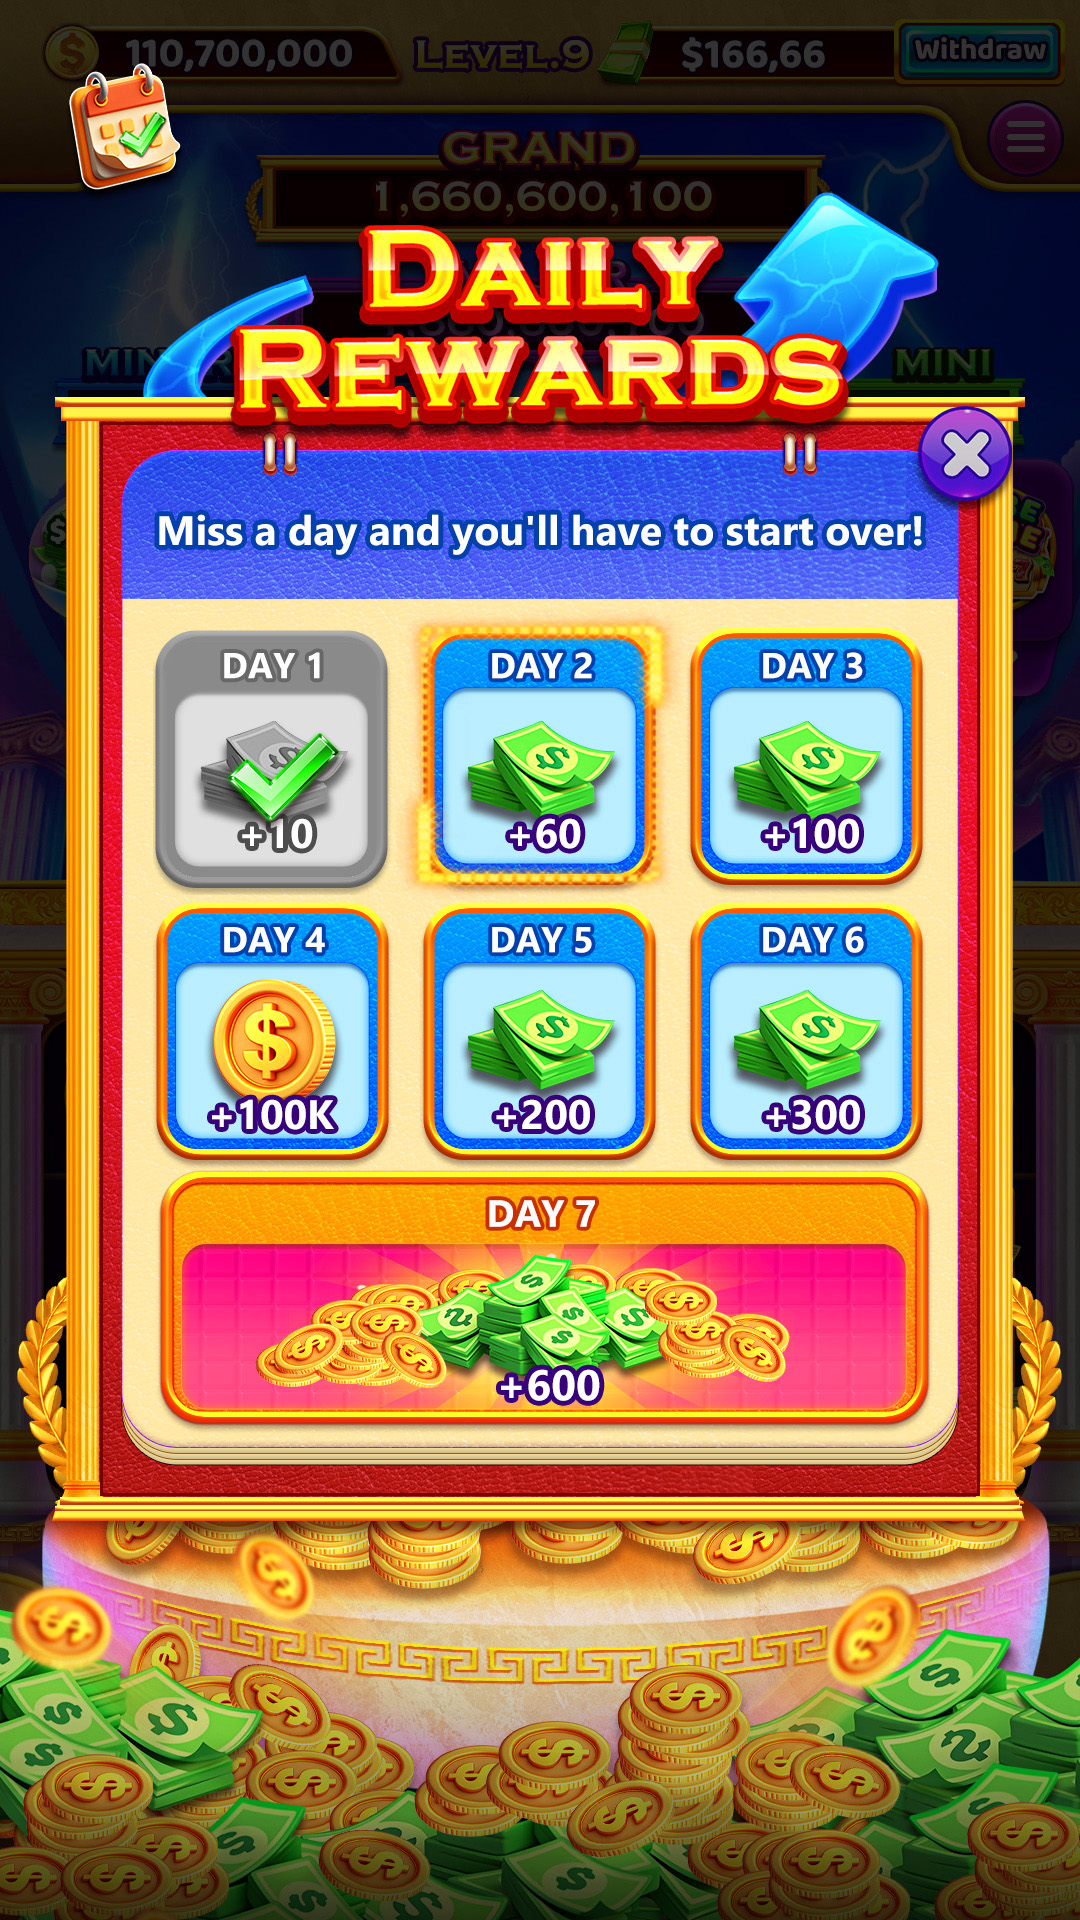 110,700,000 LEVEL.9 $166,66 Withdraw
GRAND
1,660,600,100
DAILY
REWARDS
MINI
Miss a day and you'll have to start over!
DAY 1 DAY 2 DAY 3
+10 +60 +100
DAY 4 DAY 5 DAY 6
+100K +200 +300
DAY 7
+600